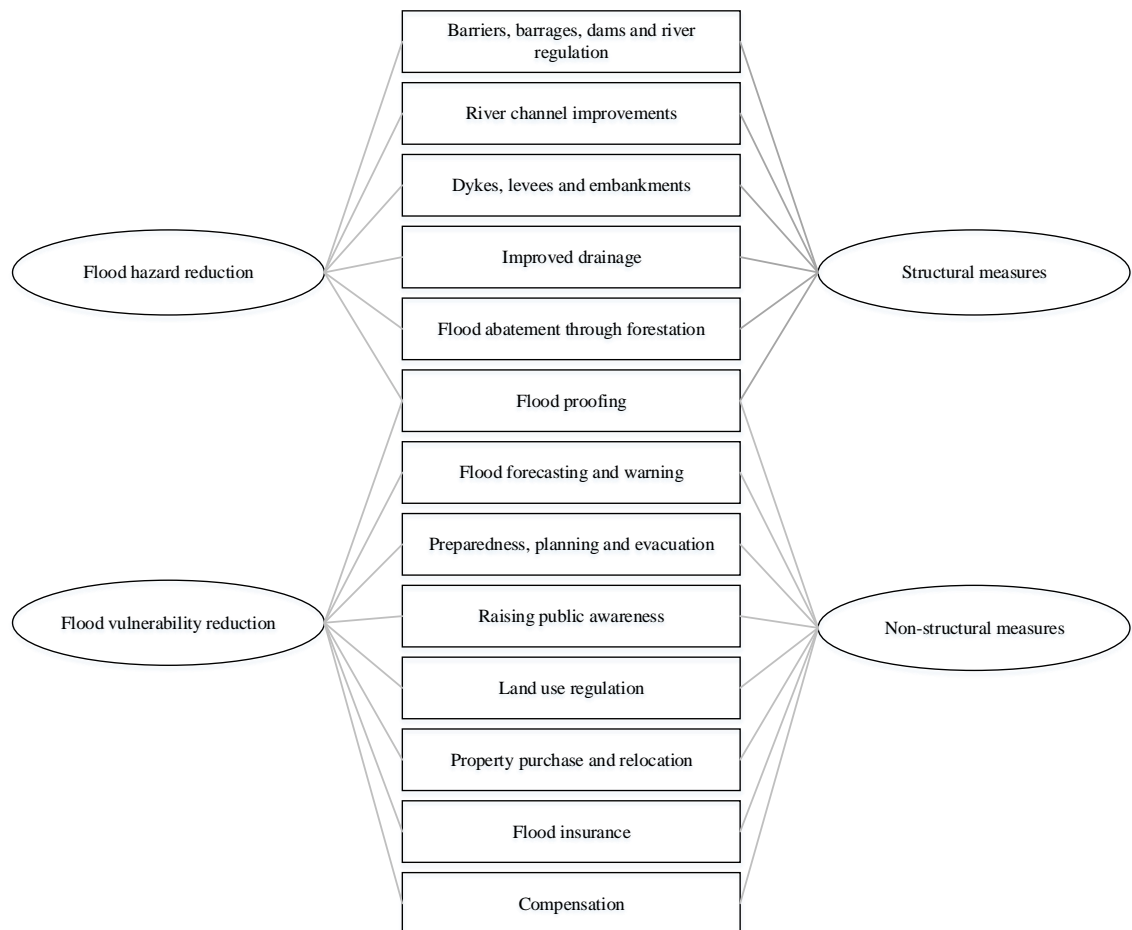 Barriers, barrages, dams and river
regulation
River channel improvements
Dykes, levees and embankments
Improved drainage
Flood hazard reduction
Structural measures
Flood abatement through forestation
Flood proofing
Flood forecasting and warning
Preparedness, planning and evacuation
Raising public awareness
Flood vulnerability reduction
Non-structural measures
Land use regulation
Property purchase and relocation
Flood insurance
Compensation